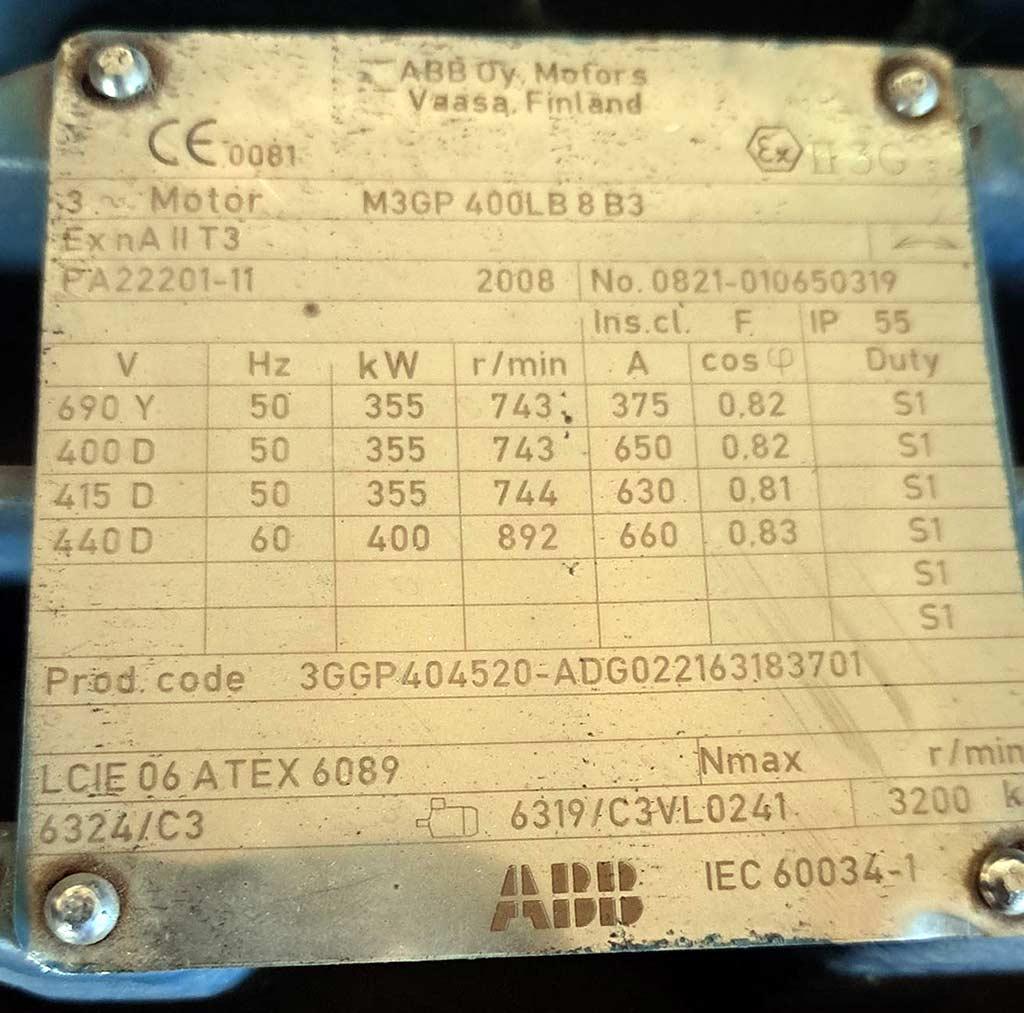 ABB Oy, Motors
Vaasa, Finland
CE 0081 Ex II 3G
3 ~ Motor M3GP 400LB 8 B3
Ex nA II T3
PA22201-11 2008 No. 0821-010650319
Ins.cl. F IP 55
V Hz kW r/min A cos φ Duty
690 Y 50 355 743 375 0,82 S1
400 D 50 355 743 650 0,82 S1
415 D 50 355 744 630 0,81 S1
440 D 60 400 892 660 0,83 S1
S1
S1
Prod. code 3GGP404520-ADG022163183701
LCIE 06 ATEX 6089 Nmax r/min
6324/C3 6319/C3VL0241 3200 k
ABB IEC 60034-1